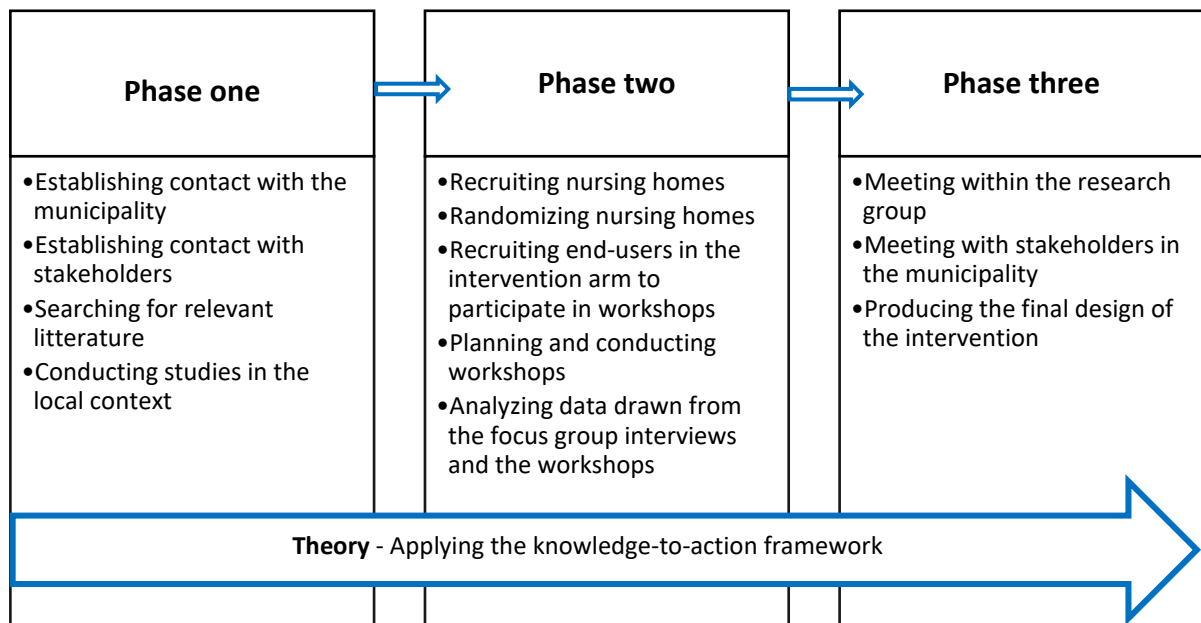 Phase one
•Establishing contact with the
municipality
•Establishing contact with
stakeholders
•Searching for relevant
litterature
•Conducting studies in the
local context
Phase two
•Recruiting nursing homes
•Randomizing nursing homes
•Recruiting end-users in the
intervention arm to
participate in workshops
•Planning and conducting
workshops
•Analyzing data drawn from
the focus group interviews
and the workshops
Phase three
•Meeting within the research
group
•Meeting with stakeholders in
the municipality
•Producing the final design of
the intervention
Theory - Applying the knowledge-to-action framework